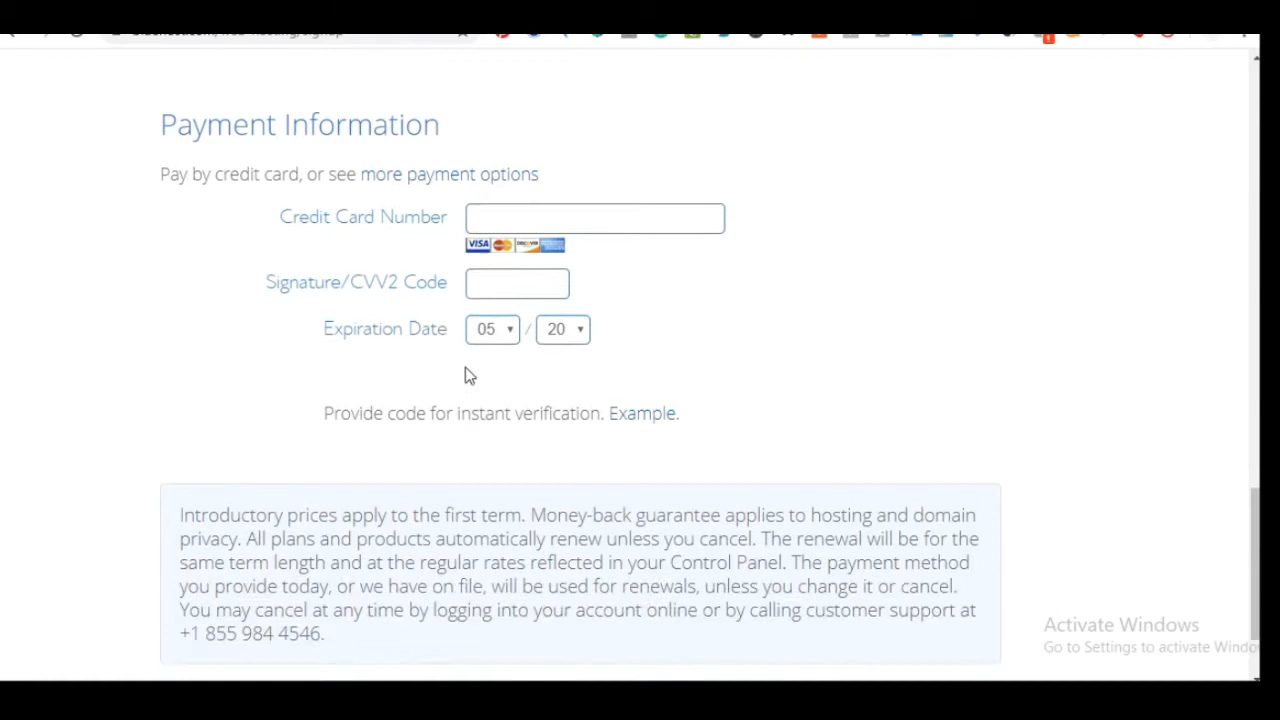 Payment Information
Pay by credit card, or see more payment options
Credit Card Number
VISA
DISCOVER
Signature/CVV2 Code
Expiration Date 05 / 20
Provide code for instant verification. Example.
Introductory prices apply to the first term. Money-back guarantee applies to hosting and domain
privacy. All plans and products automatically renew unless you cancel. The renewal will be for the
same term length and at the regular rates reflected in your Control Panel. The payment method
you provide today, or we have on file, will be used for renewals, unless you change it or cancel.
You may cancel at any time by logging into your account online or by calling customer support at
+1 855 984 4546.
Activate Windows
Go to Settings to activate Windo